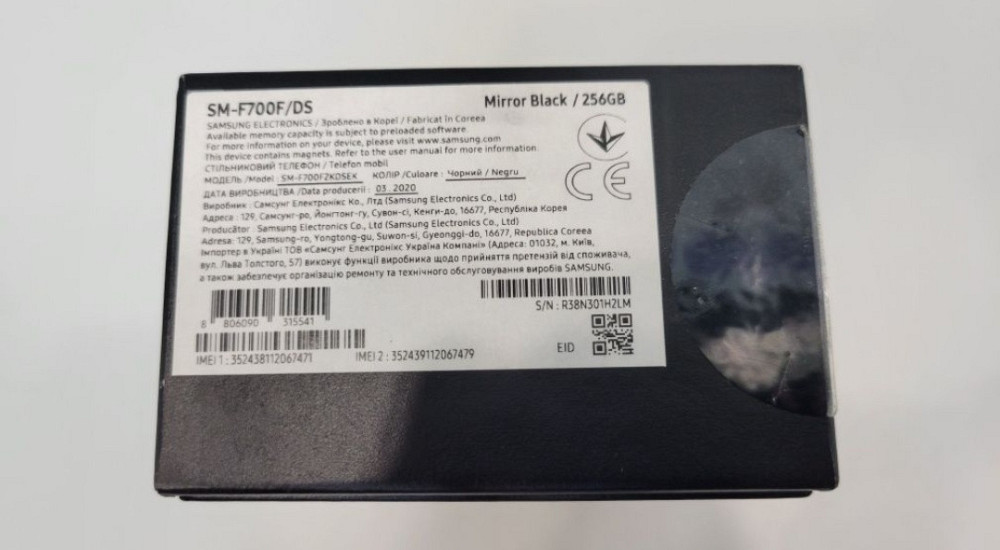 SM-F700F/DS
Mirror Black / 256GB
SAMSUNG ELECTRONICS / Зроблено в Кореї / Fabricat în Coreea
Available memory capacity is subject to preloaded software.
For more information on your device, please visit www.samsung.com
This device contains magnets. Refer to the user manual for more information.
СТІЛЬНИКОВИЙ ТЕЛЕФОН / Telefon mobil
МОДЕЛЬ /Model : SM-F700FZKDSEK КОЛІР /Culoare : Чорний / Negru
ДАТА ВИРОБНИЦТВА /Data producerii : 03. 2020
Виробник : Самсунг Електронікс Ко., Лтд (Samsung Electronics Co., Ltd)
Адреса : 129, Самсунг-ро, Йонгтонг-гу, Сувон-сі, Кенги-до, 16677, Республіка Корея
Producător : Samsung Electronics Co., Ltd (Samsung Electronics Co., Ltd)
Adresa: 129, Samsung-ro, Yongtong-gu, Suwon-si, Gyeonggi-do, 16677, Republica Coreea
Імпортер в Україні ТОВ «Самсунг Електронікс Україна Компані» (Адреса: 01032, м. Київ,
вул. Льва Толстого, 57) виконує функції виробника щодо прийняття претензій від споживача,
а також забезпечує організацію ремонту та технічного обслуговування виробів SAMSUNG.
CE
8 806090 315541
S/N : R38N301H2LM
IMEI 1 : 352438112067471 IMEI 2 : 352439112067479
EID